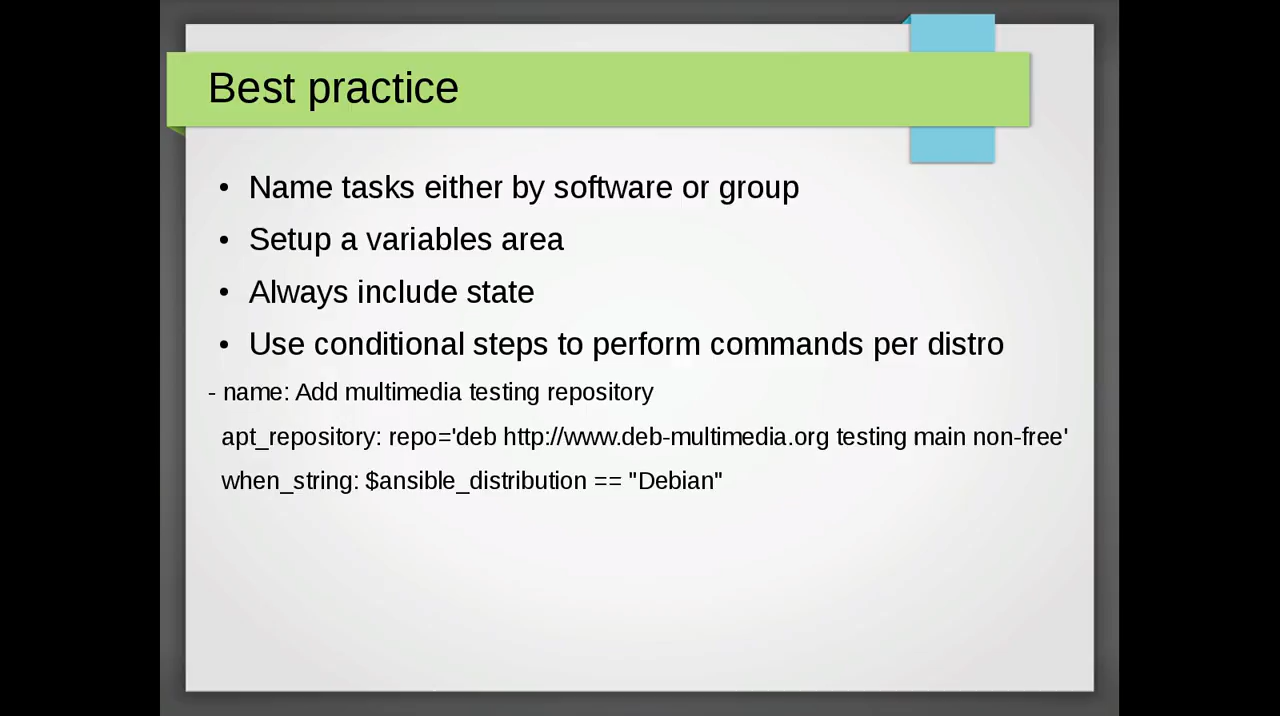 Best practice
• Name tasks either by software or group
• Setup a variables area
• Always include state
• Use conditional steps to perform commands per distro
- name: Add multimedia testing repository
apt_repository: repo='deb http://www.deb-multimedia.org testing main non-free'
when_string: $ansible_distribution == "Debian"